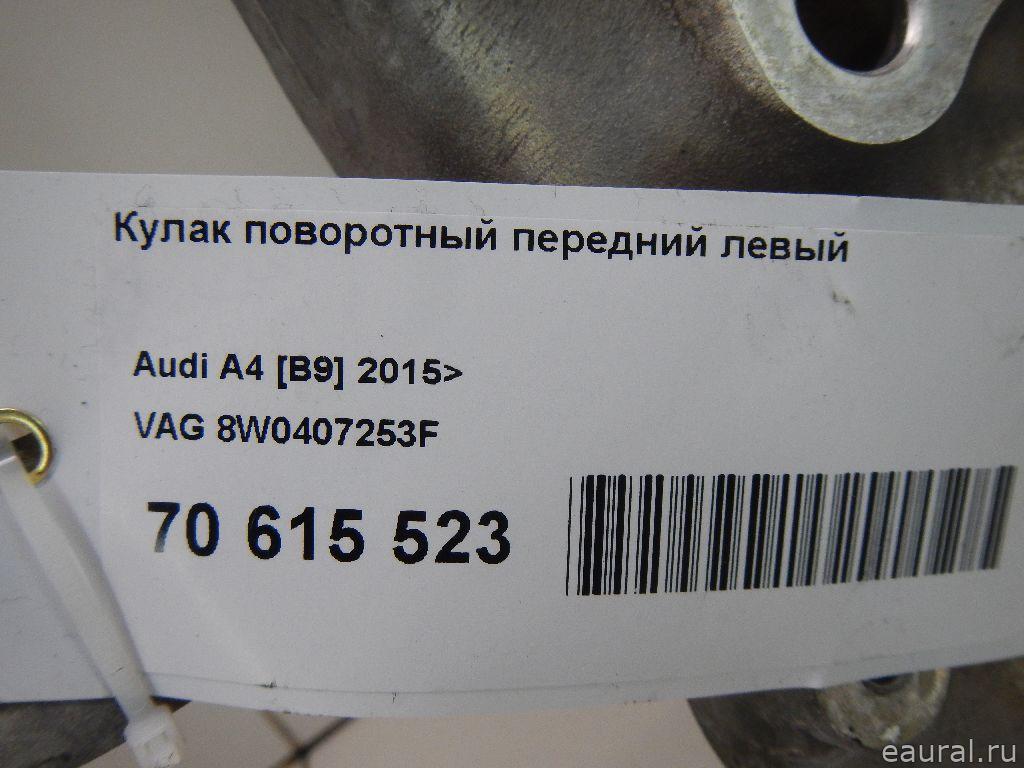 Кулак поворотный передний левый
Audi A4 [B9] 2015>
VAG 8W0407253F
70 615 523
eaural.ru